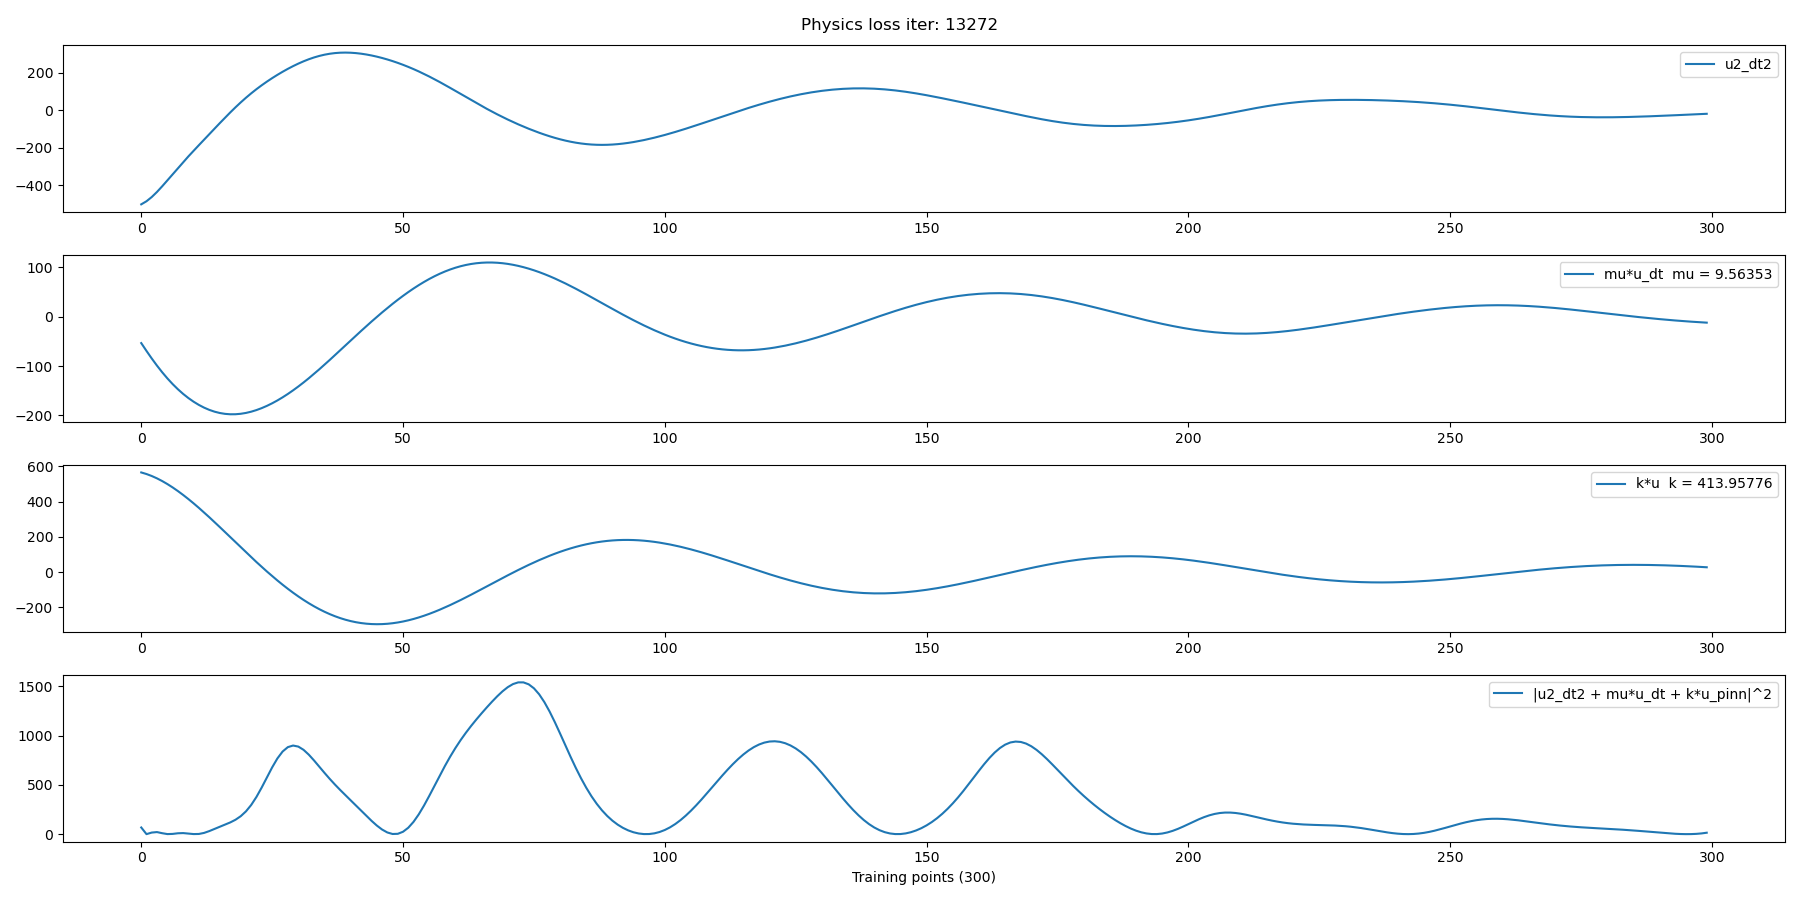 Physics loss iter: 13272
u2_dt2
200
0
−200
−400
0 50 100 150 200 250 300
mu*u_dt  mu = 9.56353
100
0
−100
−200
0 50 100 150 200 250 300
k*u  k = 413.95776
600
400
200
0
−200
0 50 100 150 200 250 300
|u2_dt2 + mu*u_dt + k*u_pinn|^2
1500
1000
500
0
0 50 100 150 200 250 300
Training points (300)